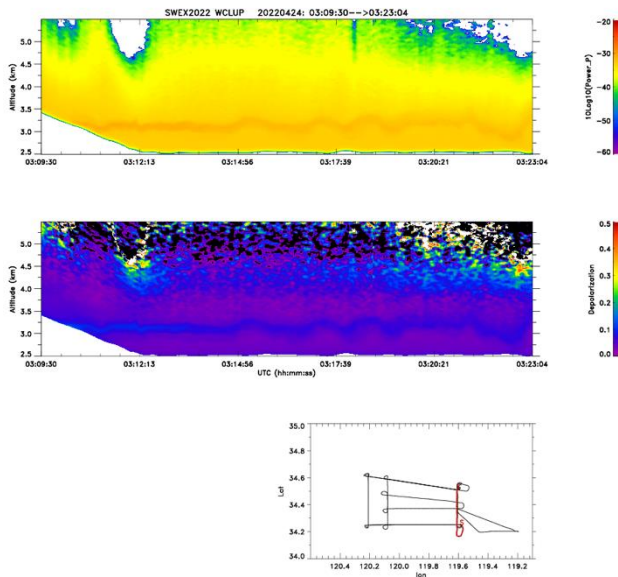 SWEX2022 WCLUP 20220424: 03:09:30-->03:23:04
Altitude (km)
5.0
4.5
4.0
3.5
3.0
2.5
03:09:30 03:12:13 03:14:56 03:17:39 03:20:21 03:23:04
10Log10(Power_P)
-20
-30
-40
-50
-60
Altitude (km)
5.0
4.5
4.0
3.5
3.0
2.5
03:09:30 03:12:13 03:14:56 03:17:39 03:20:21 03:23:04
UTC (hh:mm:ss)
Depolarization
0.5
0.4
0.3
0.2
0.1
0.0
Lat
35.0
34.8
34.6
34.4
34.2
34.0
120.4 120.2 120.0 119.8 119.6 119.4 119.2
lon